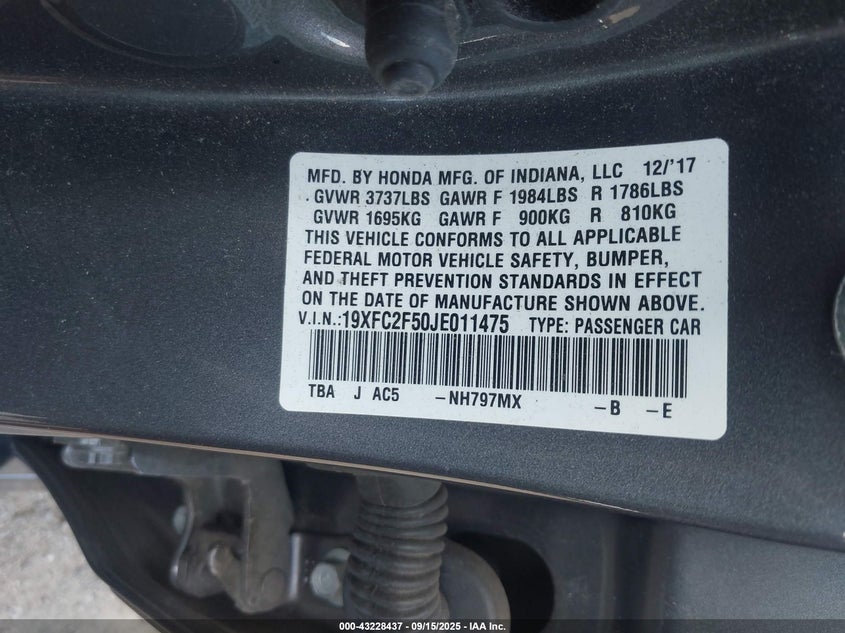 MFD. BY HONDA MFG. OF INDIANA, LLC 12/'17
GVWR 3737LBS GAWR F 1984LBS R 1786LBS
GVWR 1695KG GAWR F 900KG R 810KG
THIS VEHICLE CONFORMS TO ALL APPLICABLE
FEDERAL MOTOR VEHICLE SAFETY, BUMPER,
AND THEFT PREVENTION STANDARDS IN EFFECT
ON THE DATE OF MANUFACTURE SHOWN ABOVE.
V.I.N.:19XFC2F50JE011475 TYPE: PASSENGER CAR
TBA J AC5 -NH797MX -B -E
000-43228437 - 09/15/2025 - IAA Inc.